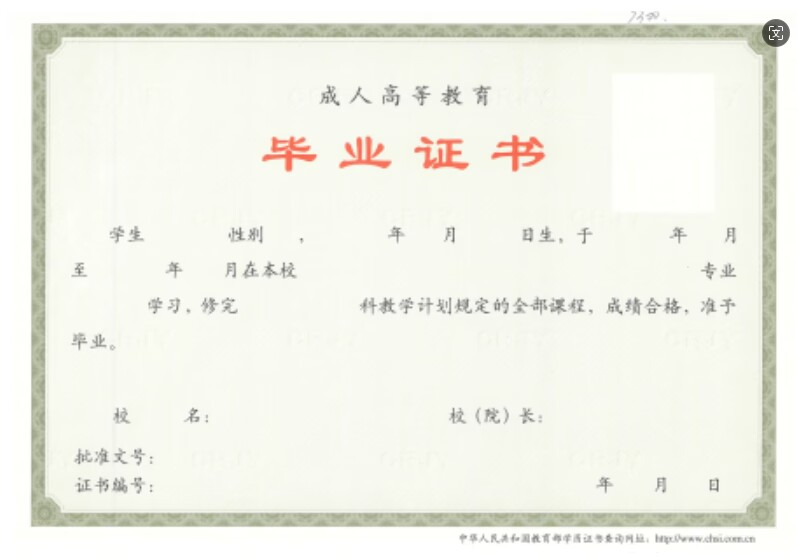 成人高等教育
毕业证书
学生 性别 , 年 月 日生, 于 年 月
至 年 月在本校 专业
学习, 修完 科教学计划规定的全部课程, 成绩合格, 准予
毕业。
校 名: 校(院)长:
批准文号:
证书编号: 年 月 日
中华人民共和国教育部学历证书查询网址: http://www.chsi.com.cn